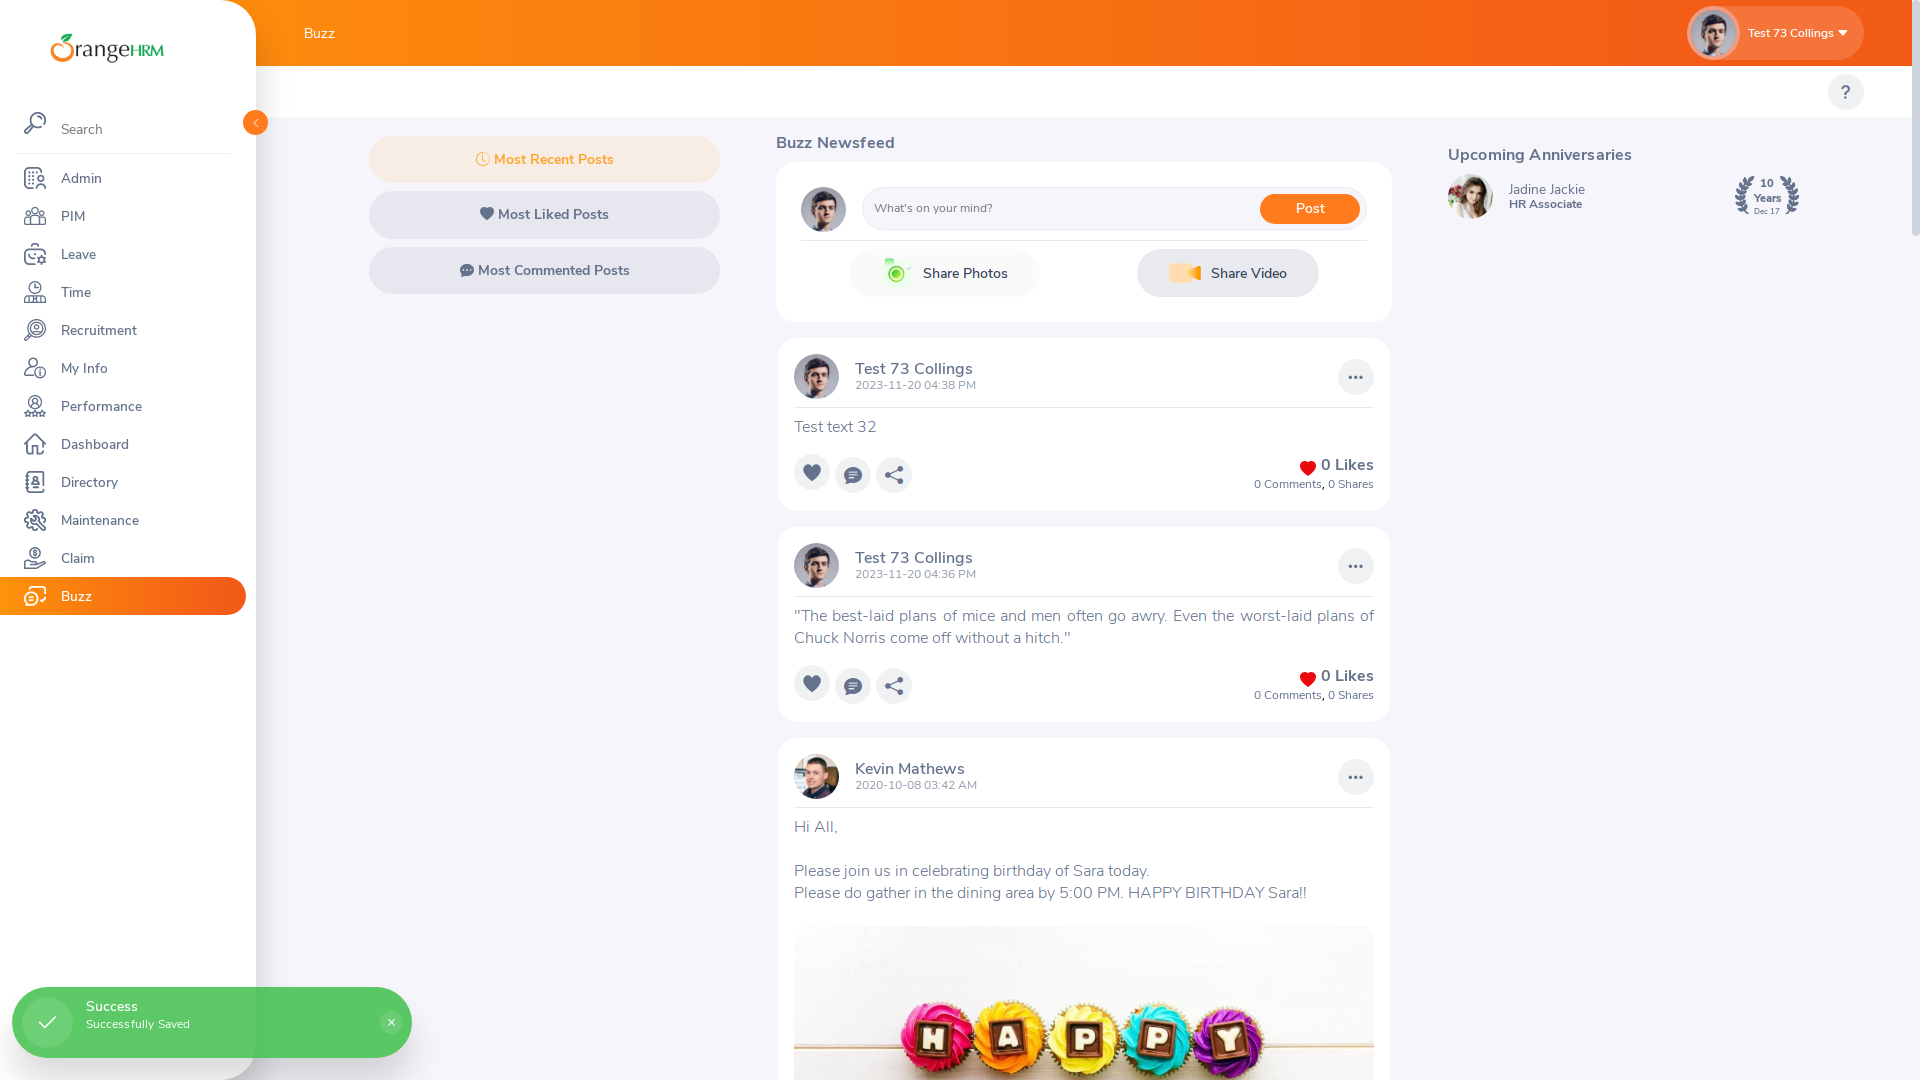 OrangeHRM
Search
Admin
PIM
Leave
Time
Recruitment
My Info
Performance
Dashboard
Directory
Maintenance
Claim
Buzz
Buzz
Test 73 Collings
?
Most Recent Posts
Most Liked Posts
Most Commented Posts
Buzz Newsfeed
What's on your mind?
Post
Share Photos
Share Video
Test 73 Collings
2023-11-20 04:38 PM
Test text 32
0 Likes
0 Comments, 0 Shares
Test 73 Collings
2023-11-20 04:36 PM
"The best-laid plans of mice and men often go awry. Even the worst-laid plans of
Chuck Norris come off without a hitch."
0 Likes
0 Comments, 0 Shares
Kevin Mathews
2020-10-08 03:42 AM
Hi All,
Please join us in celebrating birthday of Sara today.
Please do gather in the dining area by 5:00 PM. HAPPY BIRTHDAY Sara!!
HAPPY
Upcoming Anniversaries
Jadine Jackie
HR Associate
10
Years
Dec 17
Success
Successfully Saved